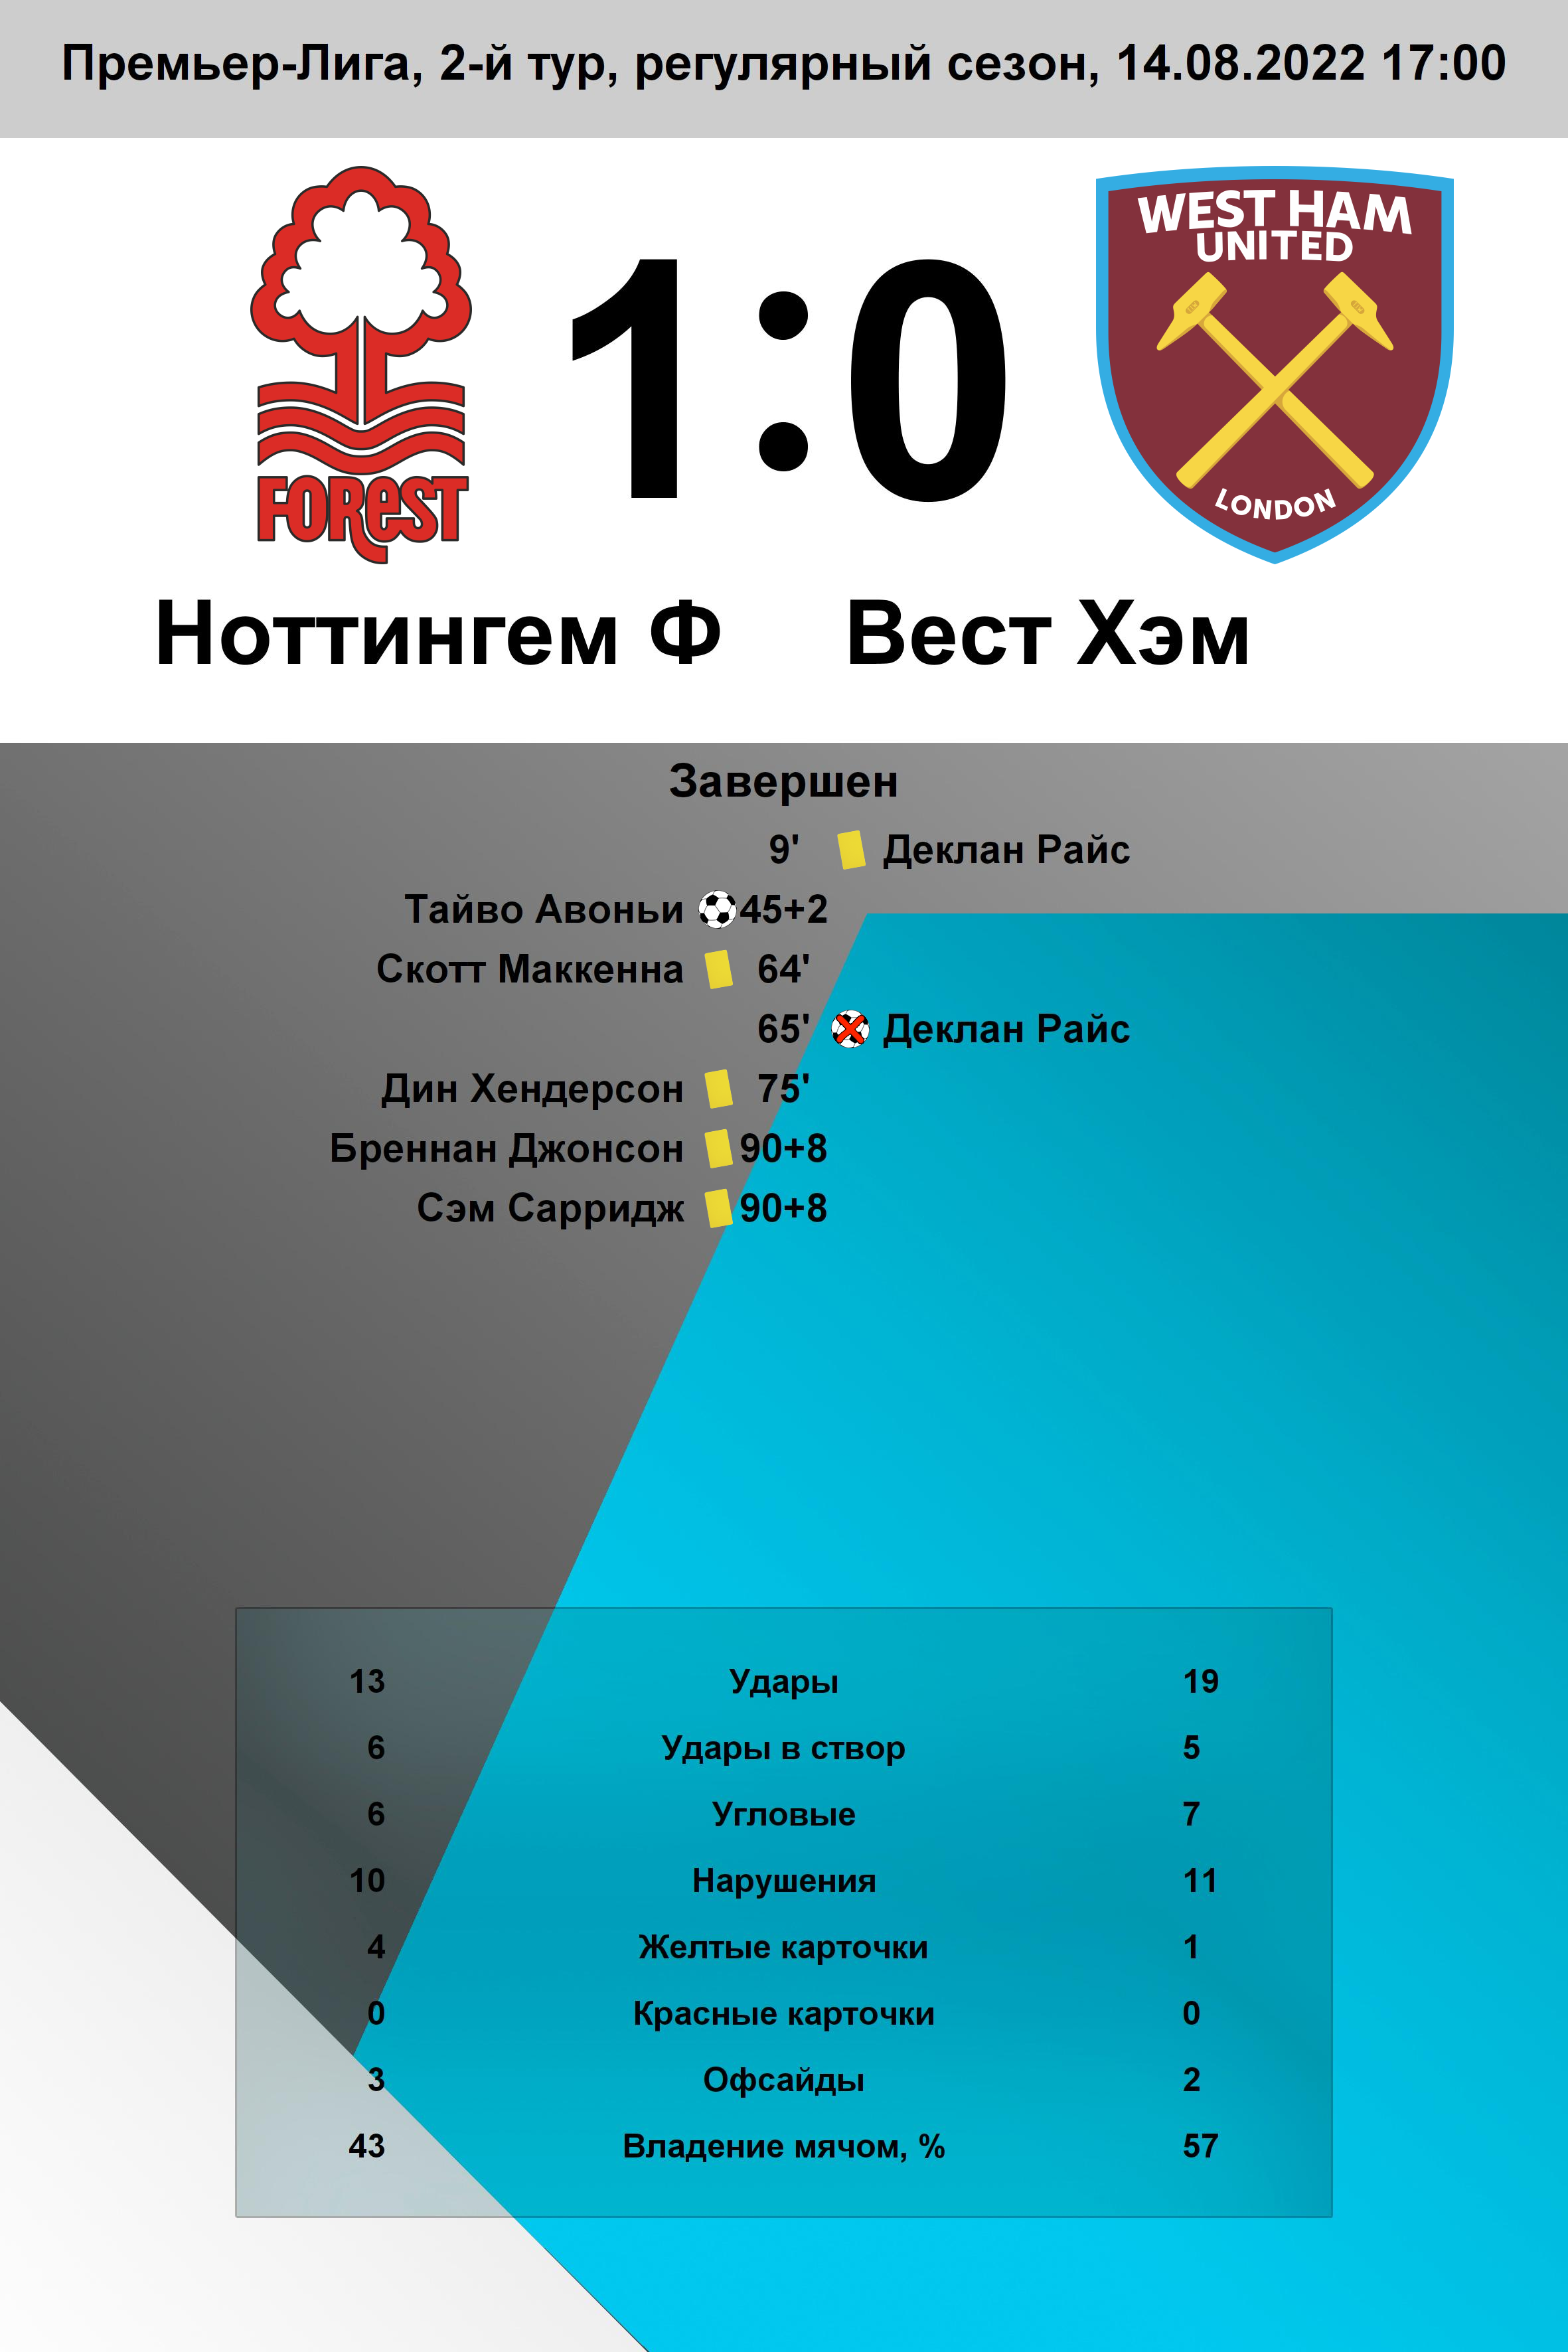 Премьер-Лига, 2-й тур, регулярный сезон, 14.08.2022 17:00
FOREST
1:0
WEST HAM
UNITED
LONDON
Ноттингем Ф Вест Хэм
Завершен
9' Деклан Райс
Тайво Авоньи 45+2
Скотт Маккенна 64'
65' Деклан Райс
Дин Хендерсон 75'
Бреннан Джонсон 90+8
Сэм Сарридж 90+8
13 Удары 19
6 Удары в створ 5
6 Угловые 7
10 Нарушения 11
4 Желтые карточки 1
0 Красные карточки 0
3 Офсайды 2
43 Владение мячом, % 57